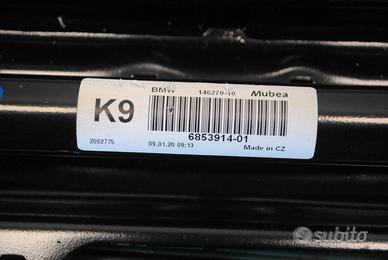 BMW 146270-10 Mubea
K9
6853914-01
2092775 09.01.20 09:13 Made in CZ
subito